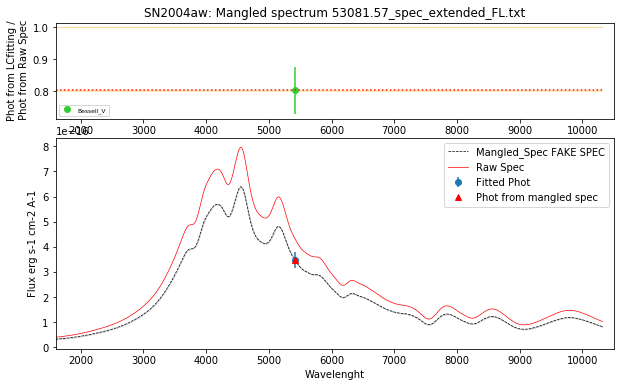 SN2004aw: Mangled spectrum 53081.57_spec_extended_FL.txt
Phot from LCfitting /
Phot from Raw Spec
1.0
0.9
0.8
Bessell_V
2000 3000 4000 5000 6000 7000 8000 9000 10000
1e−16
Flux erg s-1 cm-2 A-1
8
7
6
5
4
3
2
1
0
Mangled_Spec FAKE SPEC
Raw Spec
Fitted Phot
Phot from mangled spec
2000 3000 4000 5000 6000 7000 8000 9000 10000
Wavelenght